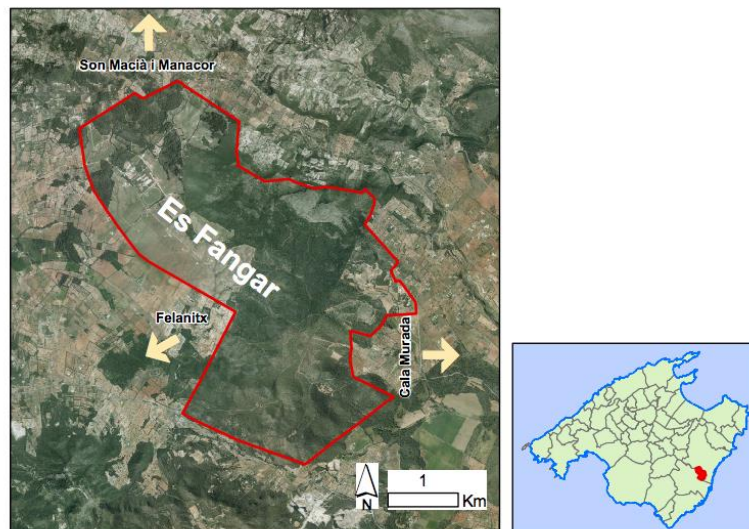 Son Macià i Manacor
Es Fangar
Felanitx
Cala Murada
N
1
Km